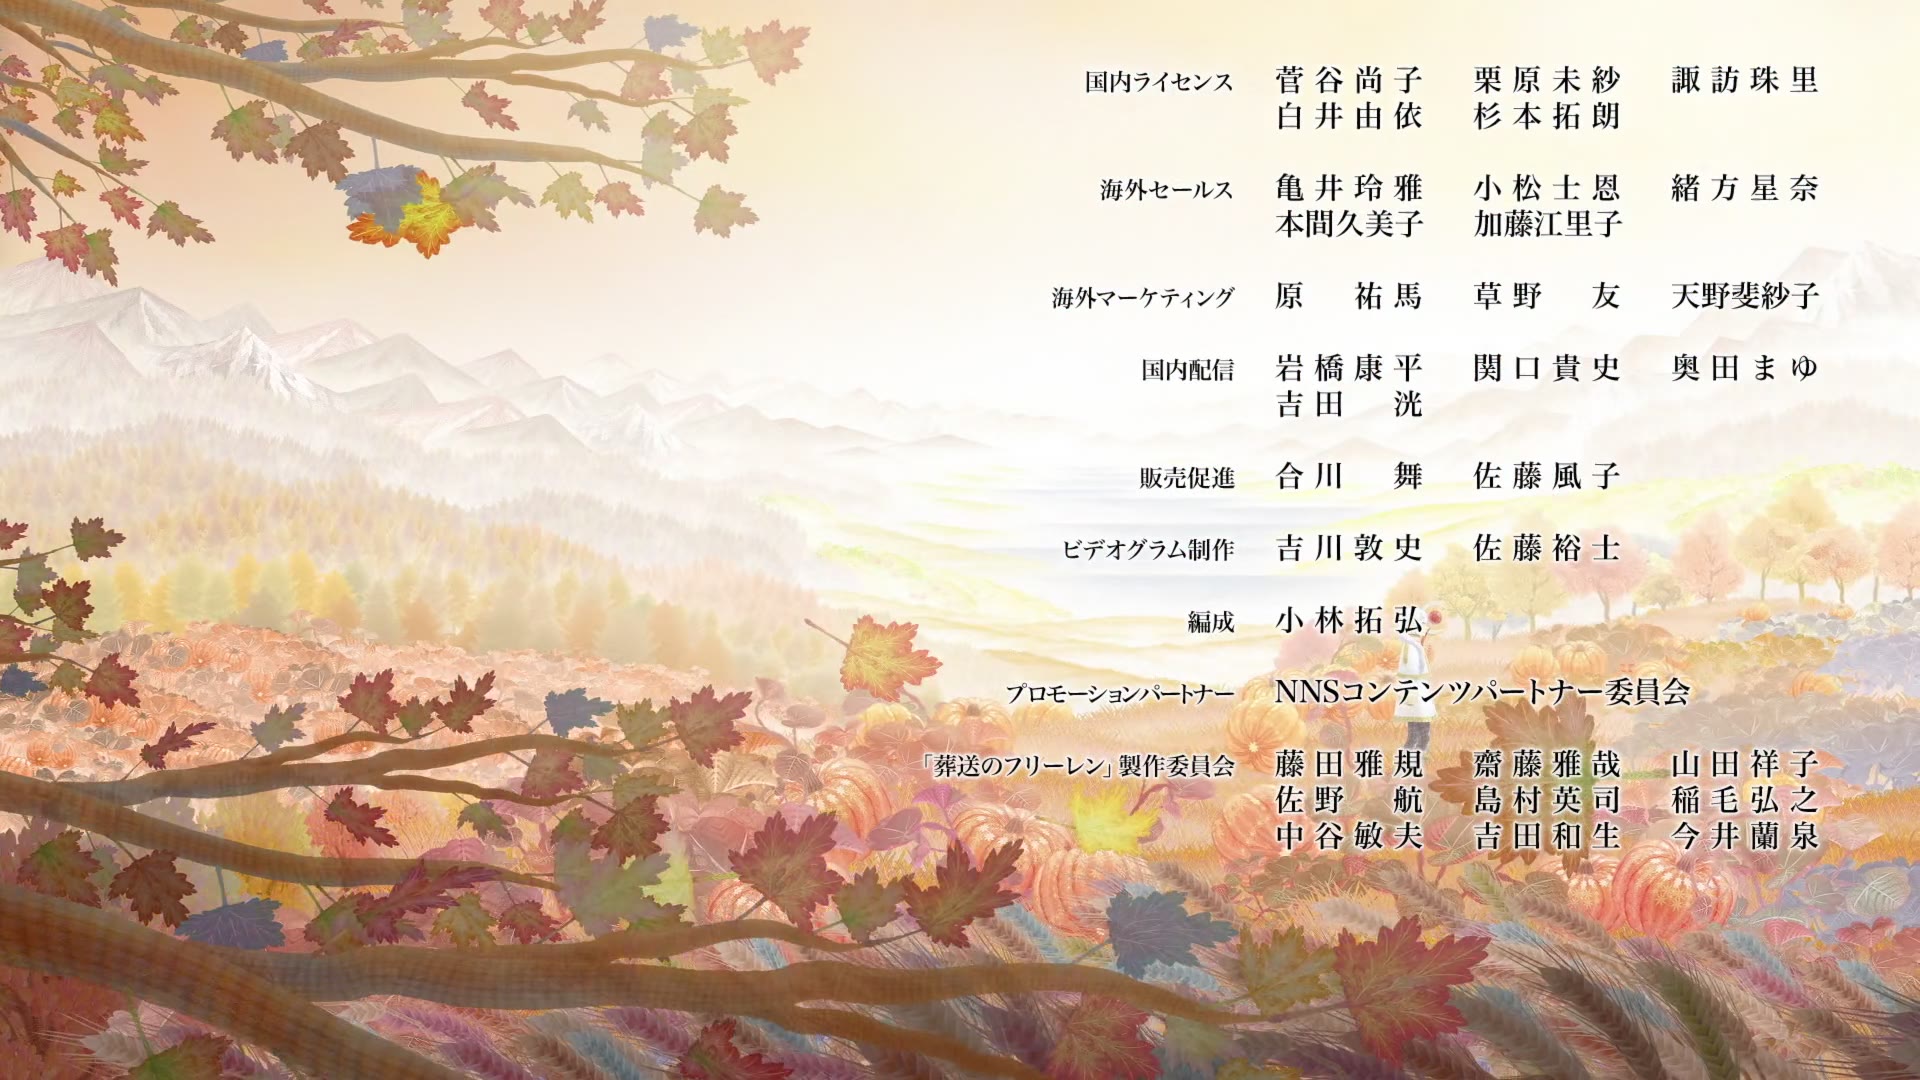 国内ライセンス 菅谷尚子 栗原未紗 諏訪珠里
白井由依 杉本拓朗
海外セールス 亀井玲雅 小松士恩 緒方星奈
本間久美子 加藤江里子
海外マーケティング 原祐馬 草野友 天野斐紗子
国内配信 岩橋康平 関口貴史 奥田まゆ
吉田洸
販売促進 合川舞 佐藤風子
ビデオグラム制作 吉川敦史 佐藤裕士
編成 小林拓弘
プロモーションパートナー NNSコンテンツパートナー委員会
「葬送のフリーレン」製作委員会 藤田雅規 齋藤雅哉 山田祥子
佐野航 島村英司 稲毛弘之
中谷敏夫 吉田和生 今井蘭泉